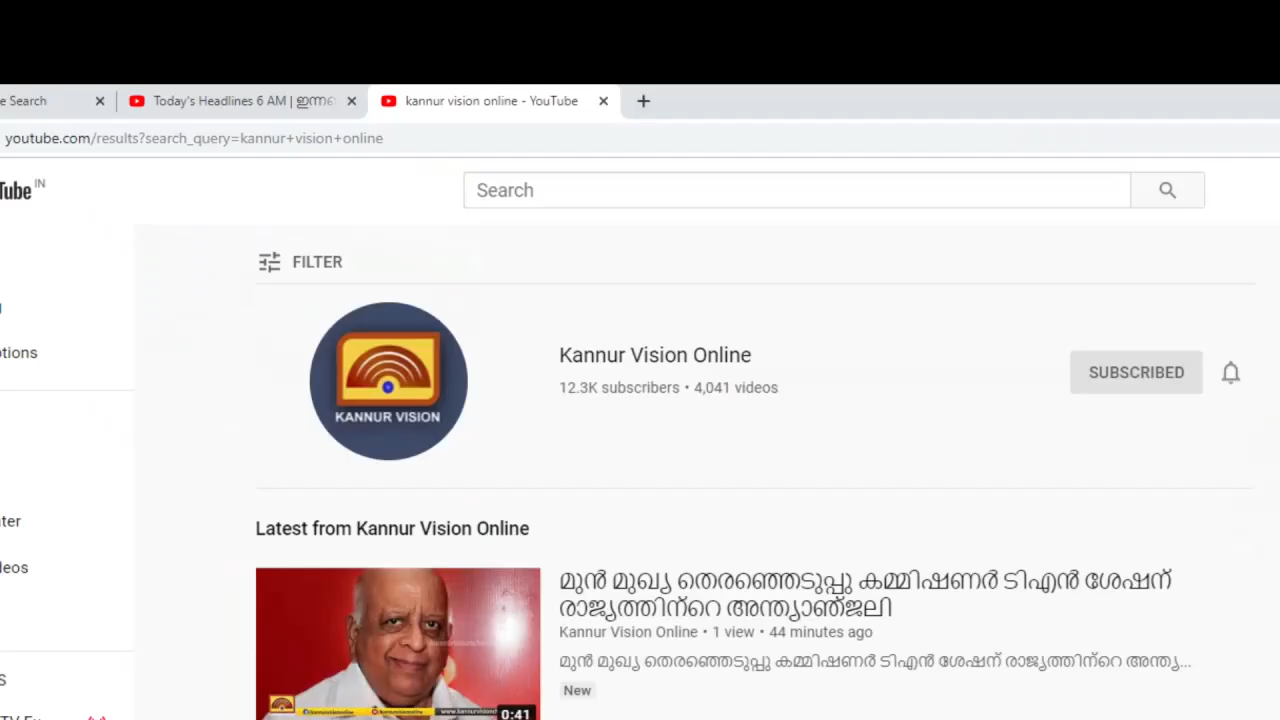 e Search
Today's Headlines 6 AM | ഇന്നത്
kannur vision online - YouTube
youtube.com/results?search_query=kannur+vision+online
Tube IN
Search
FILTER
KANNUR VISION
Kannur Vision Online
12.3K subscribers • 4,041 videos
SUBSCRIBED
ptions
ter
leos
S
Latest from Kannur Vision Online
മുൻ മുഖ്യ തെരഞ്ഞെടുപ്പു കമ്മിഷണർ ടിഎൻ ശേഷന്
രാജ്യത്തിന്റെ അന്ത്യാഞ്ജലി
Kannur Vision Online • 1 view • 44 minutes ago
മുൻ മുഖ്യ തെരഞ്ഞെടുപ്പു കമ്മിഷണർ ടിഎൻ ശേഷന് രാജ്യത്തിന്റെ അന്ത്യ...
New
0:41